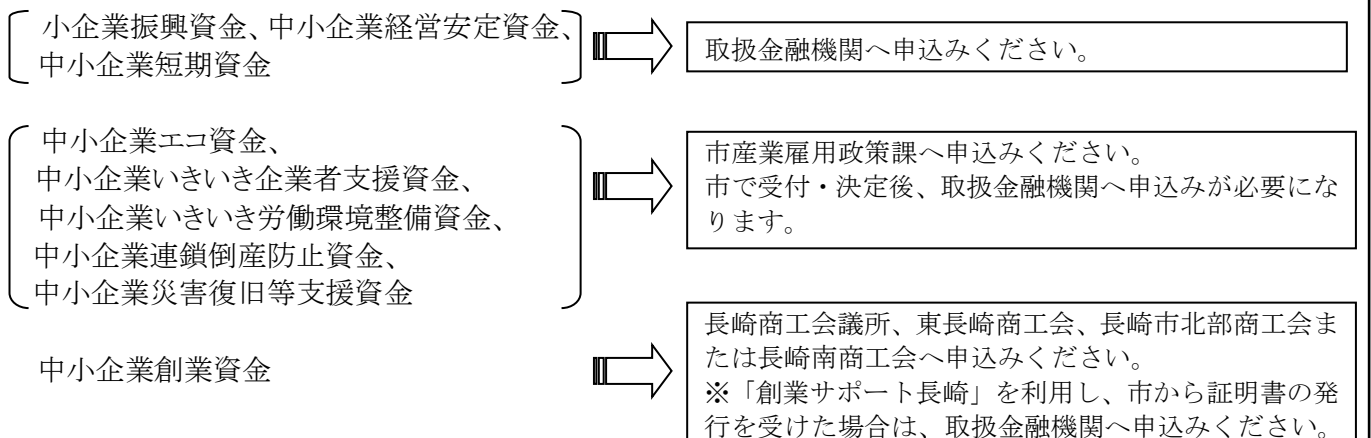 小企業振興資金、中小企業経営安定資金、
中小企業短期資金
取扱金融機関へ申込みください。
中小企業エコ資金、
中小企業いきいき企業者支援資金、
中小企業いきいき労働環境整備資金、
中小企業連鎖倒産防止資金、
中小企業災害復旧等支援資金
市産業雇用政策課へ申込みください。
市で受付・決定後、取扱金融機関へ申込みが必要にな
ります。
中小企業創業資金
長崎商工会議所、東長崎商工会、長崎市北部商工会ま
たは長崎南商工会へ申込みください。
※「創業サポート長崎」を利用し、市から証明書の発
行を受けた場合は、取扱金融機関へ申込みください。